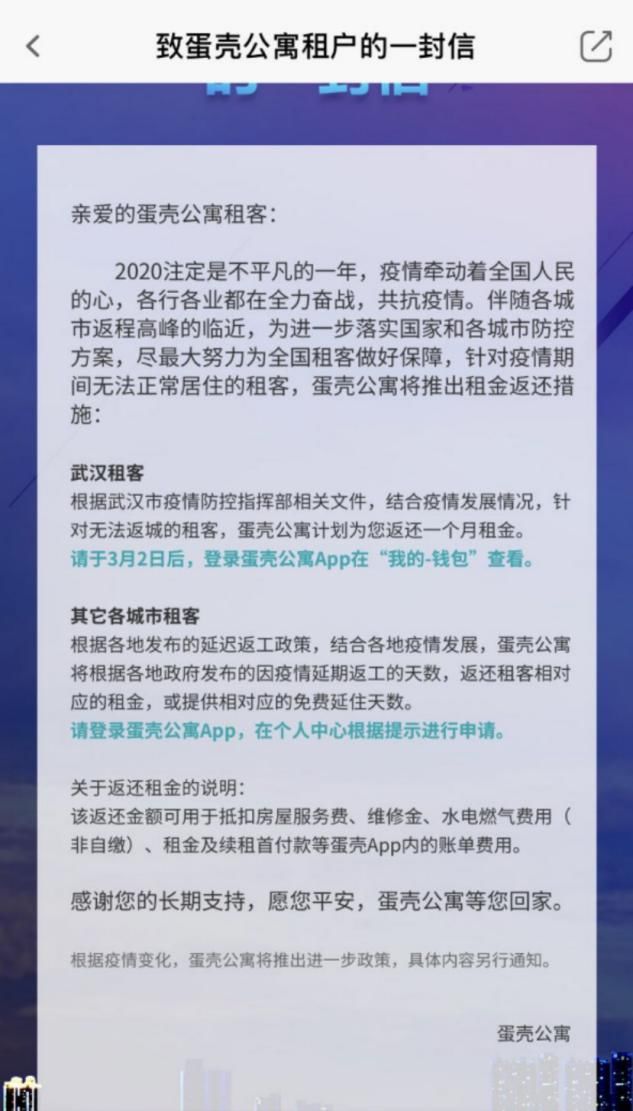 致蛋壳公寓租户的一封信
的一封信
亲爱的蛋壳公寓租客：
2020注定是不平凡的一年，疫情牵动着全国人民
的心，各行各业都在全力奋战，共抗疫情。伴随各城
市返程高峰的临近，为进一步落实国家和各城市防控
方案，尽最大努力为全国租客做好保障，针对疫情期
间无法正常居住的租客，蛋壳公寓将推出租金返还措
施：
武汉租客
根据武汉市疫情防控指挥部相关文件，结合疫情发展情况，针
对无法返城的租客，蛋壳公寓计划为您返还一个月租金。
请于3月2日后，登录蛋壳公寓App在“我的-钱包”查看。
其它各城市租客
根据各地发布的延迟返工政策，结合各地疫情发展，蛋壳公寓
将根据各地政府发布的因疫情延期返工的天数，返还租客相对
应的租金，或提供相对应的免费延住天数。
请登录蛋壳公寓App，在个人中心根据提示进行申请。
关于返还租金的说明：
该返还金额可用于抵扣房屋服务费、维修金、水电燃气费用（
非自缴）、租金及续租首付款等蛋壳App内的账单费用。
感谢您的长期支持，愿您平安，蛋壳公寓等您回家。
根据疫情变化，蛋壳公寓将推出进一步政策，具体内容另行通知。
蛋壳公寓